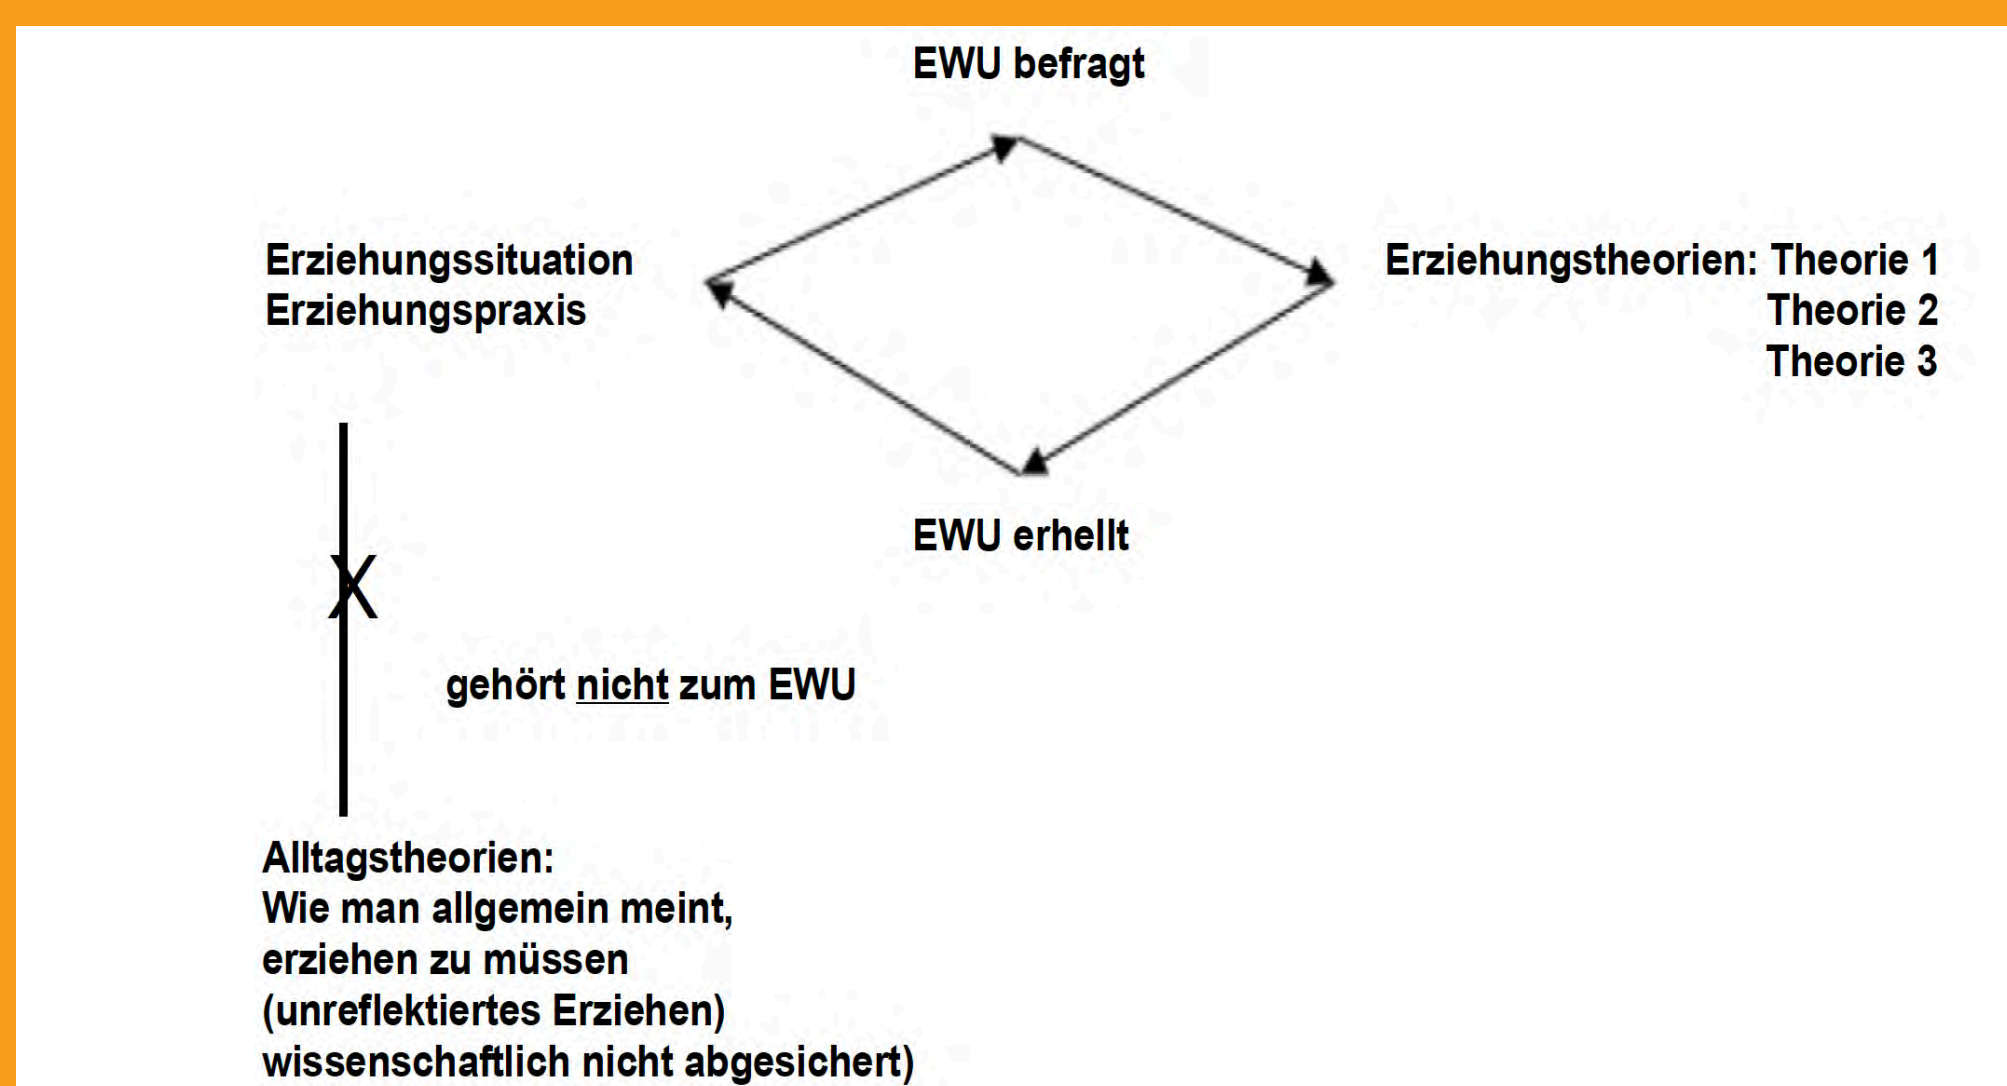 EWU befragt
Erziehungssituation
Erziehungspraxis
Erziehungstheorien: Theorie 1
Theorie 2
Theorie 3
EWU erhellt
X
gehört nicht zum EWU
Alltagstheorien:
Wie man allgemein meint,
erziehen zu müssen
(unreflektiertes Erziehen)
wissenschaftlich nicht abgesichert)